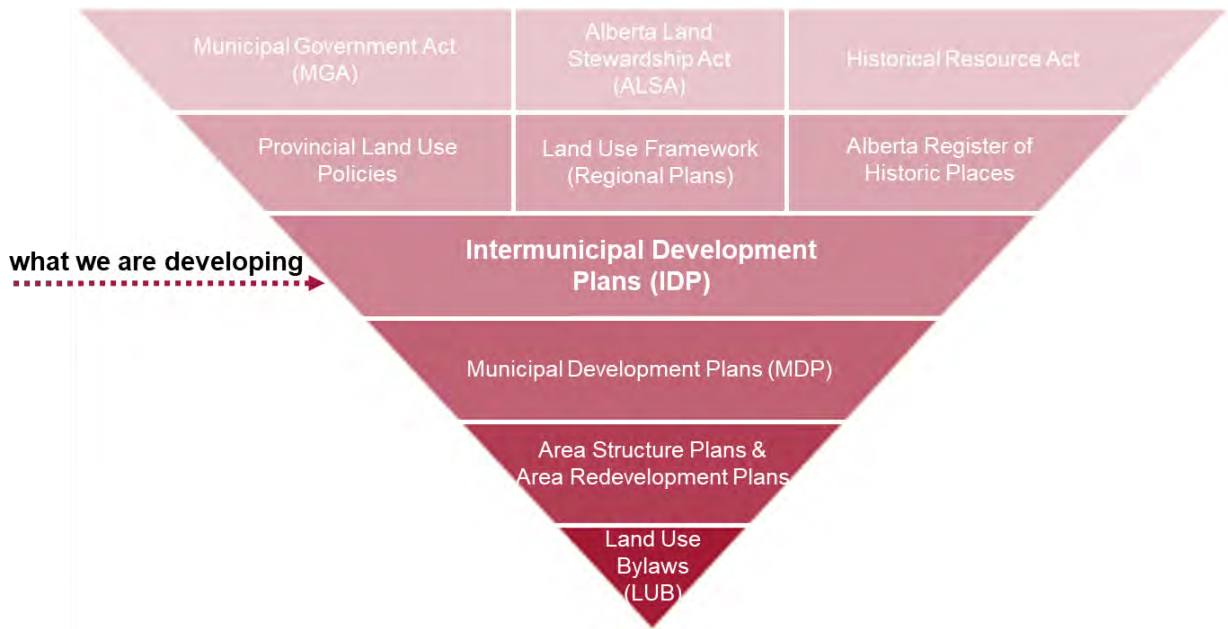 Municipal Government Act
(MGA)
Alberta Land
Stewardship Act
(ALSA)
Historical Resource Act
Provincial Land Use
Policies
Land Use Framework
(Regional Plans)
Alberta Register of
Historic Places
what we are developing
Intermunicipal Development
Plans (IDP)
Municipal Development Plans (MDP)
Area Structure Plans &
Area Redevelopment Plans
Land Use
Bylaws
(LUB)